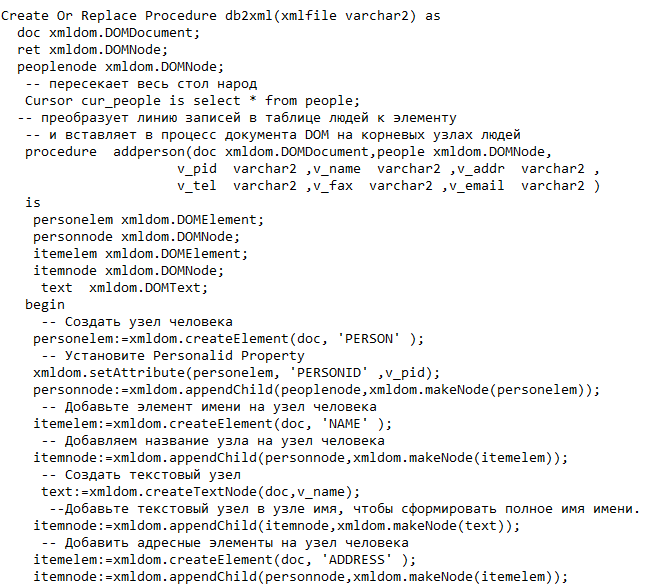 Create Or Replace Procedure db2xml(xmlfile varchar2) as
doc xmldom.DOMDocument;
ret xmldom.DOMNode;
peoplenode xmldom.DOMNode;
-- пересекает весь стол народ
Cursor cur_people is select * from people;
-- преобразует линию записей в таблице людей к элементу
-- и вставляет в процесс документа DOM на корневых узлах людей
procedure addperson(doc xmldom.DOMDocument,people xmldom.DOMNode,
v_pid varchar2 ,v_name varchar2 ,v_addr varchar2 ,
v_tel varchar2 ,v_fax varchar2 ,v_email varchar2 )
is
personelem xmldom.DOMElement;
personnode xmldom.DOMNode;
itemelem xmldom.DOMElement;
itemnode xmldom.DOMNode;
text xmldom.DOMText;
begin
-- Создать узел человека
personelem:=xmldom.createElement(doc, 'PERSON' );
-- Установите Personalid Property
xmldom.setAttribute(personelem, 'PERSONID' ,v_pid);
personnode:=xmldom.appendChild(peoplenode,xmldom.makeNode(personelem));
-- Добавьте элемент имени на узел человека
itemelem:=xmldom.createElement(doc, 'NAME' );
-- Добавляем название узла на узел человека
itemnode:=xmldom.appendChild(personnode,xmldom.makeNode(itemelem));
-- Создать текстовый узел
text:=xmldom.createTextNode(doc,v_name);
--Добавьте текстовый узел в узле имя, чтобы сформировать полное имя имени.
itemnode:=xmldom.appendChild(itemnode,xmldom.makeNode(text));
-- Добавить адресные элементы на узел человека
itemelem:=xmldom.createElement(doc, 'ADDRESS' );
itemnode:=xmldom.appendChild(personnode,xmldom.makeNode(itemelem));